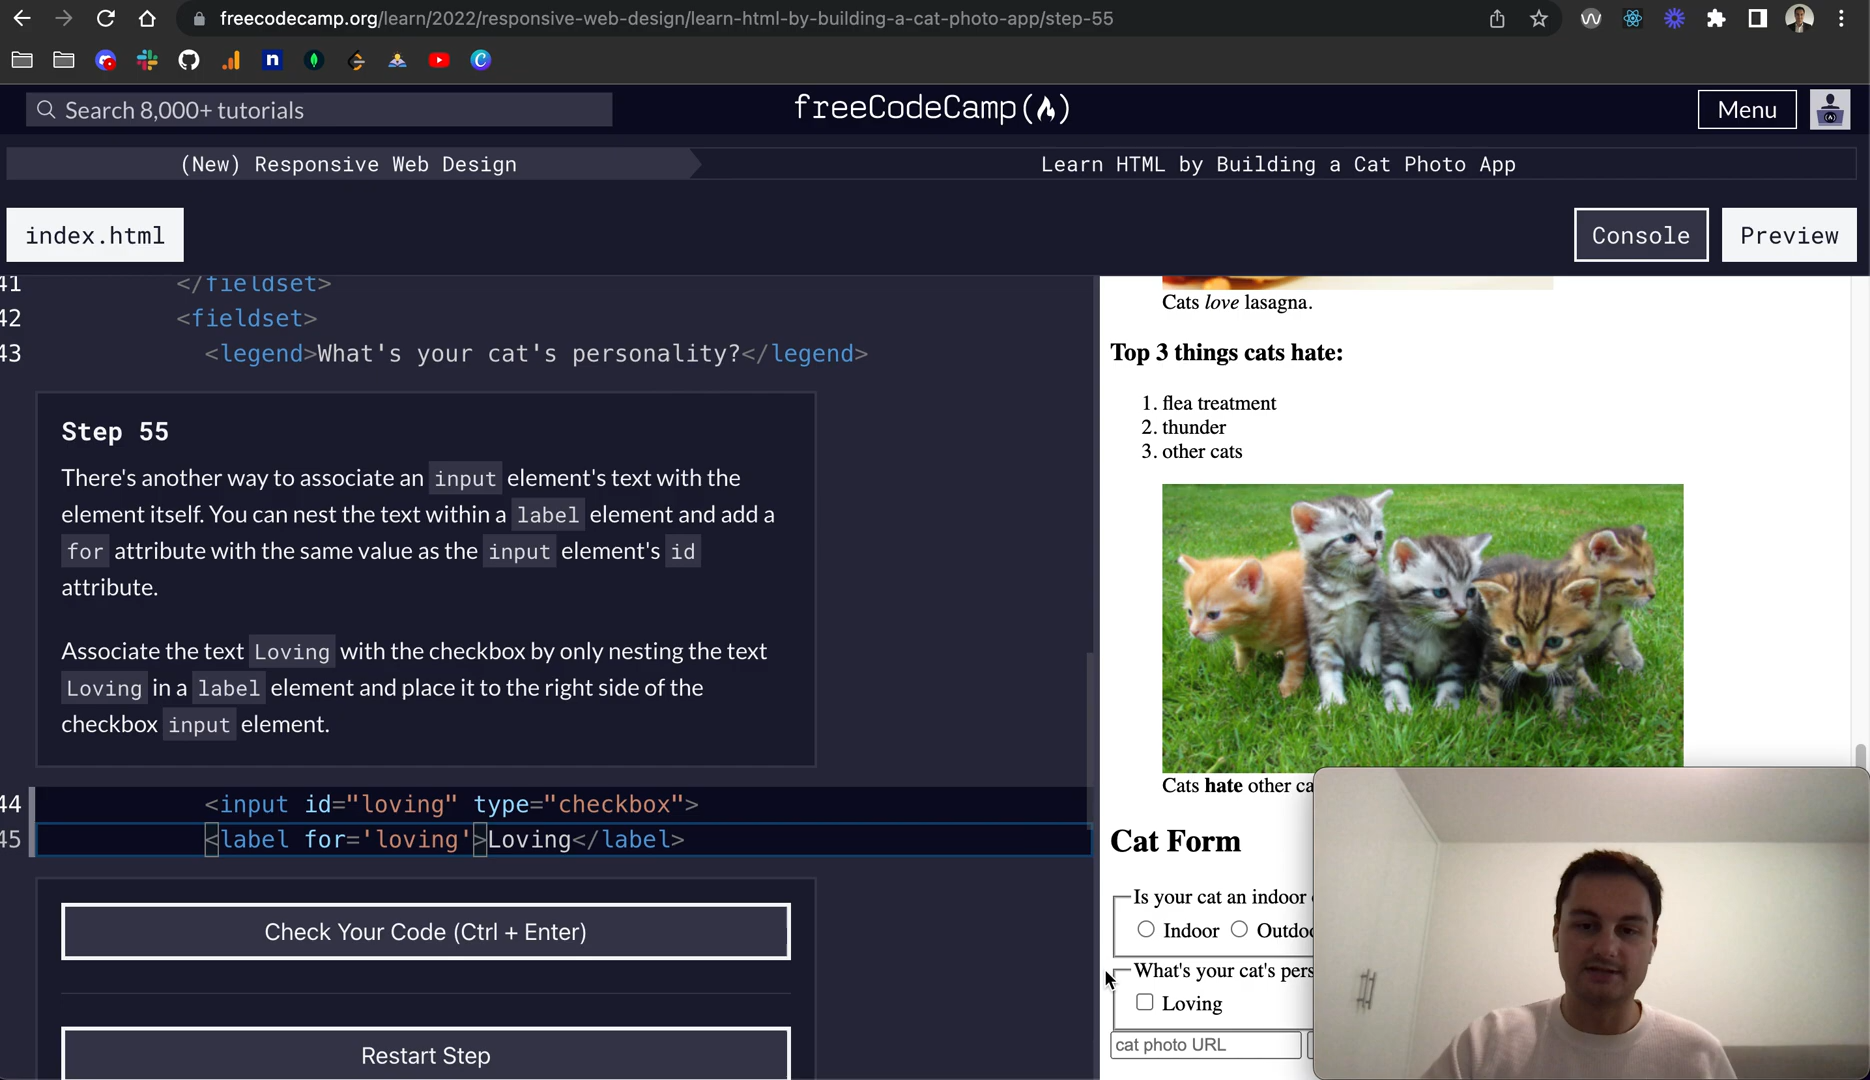 freecodecamp.org/learn/2022/responsive-web-design/learn-html-by-building-a-cat-photo-app/step-55
Search 8,000+ tutorials
freeCodeCamp
Menu
(New) Responsive Web Design
Learn HTML by Building a Cat Photo App
index.html
Console
Preview
41 </fieldset>
42 <fieldset>
43 <legend>What's your cat's personality?</legend>
Step 55
There's another way to associate an input element's text with the
element itself. You can nest the text within a label element and add a
for attribute with the same value as the input element's id
attribute.
Associate the text Loving with the checkbox by only nesting the text
Loving in a label element and place it to the right side of the
checkbox input element.
44 <input id="loving" type="checkbox">
45 <label for='loving'>Loving</label>
Check Your Code (Ctrl + Enter)
Restart Step
Cats love lasagna.
Top 3 things cats hate:
1. flea treatment
2. thunder
3. other cats
Cats hate other ca
Cat Form
Is your cat an indoor
Indoor Outdoo
What's your cat's pers
Loving
cat photo URL